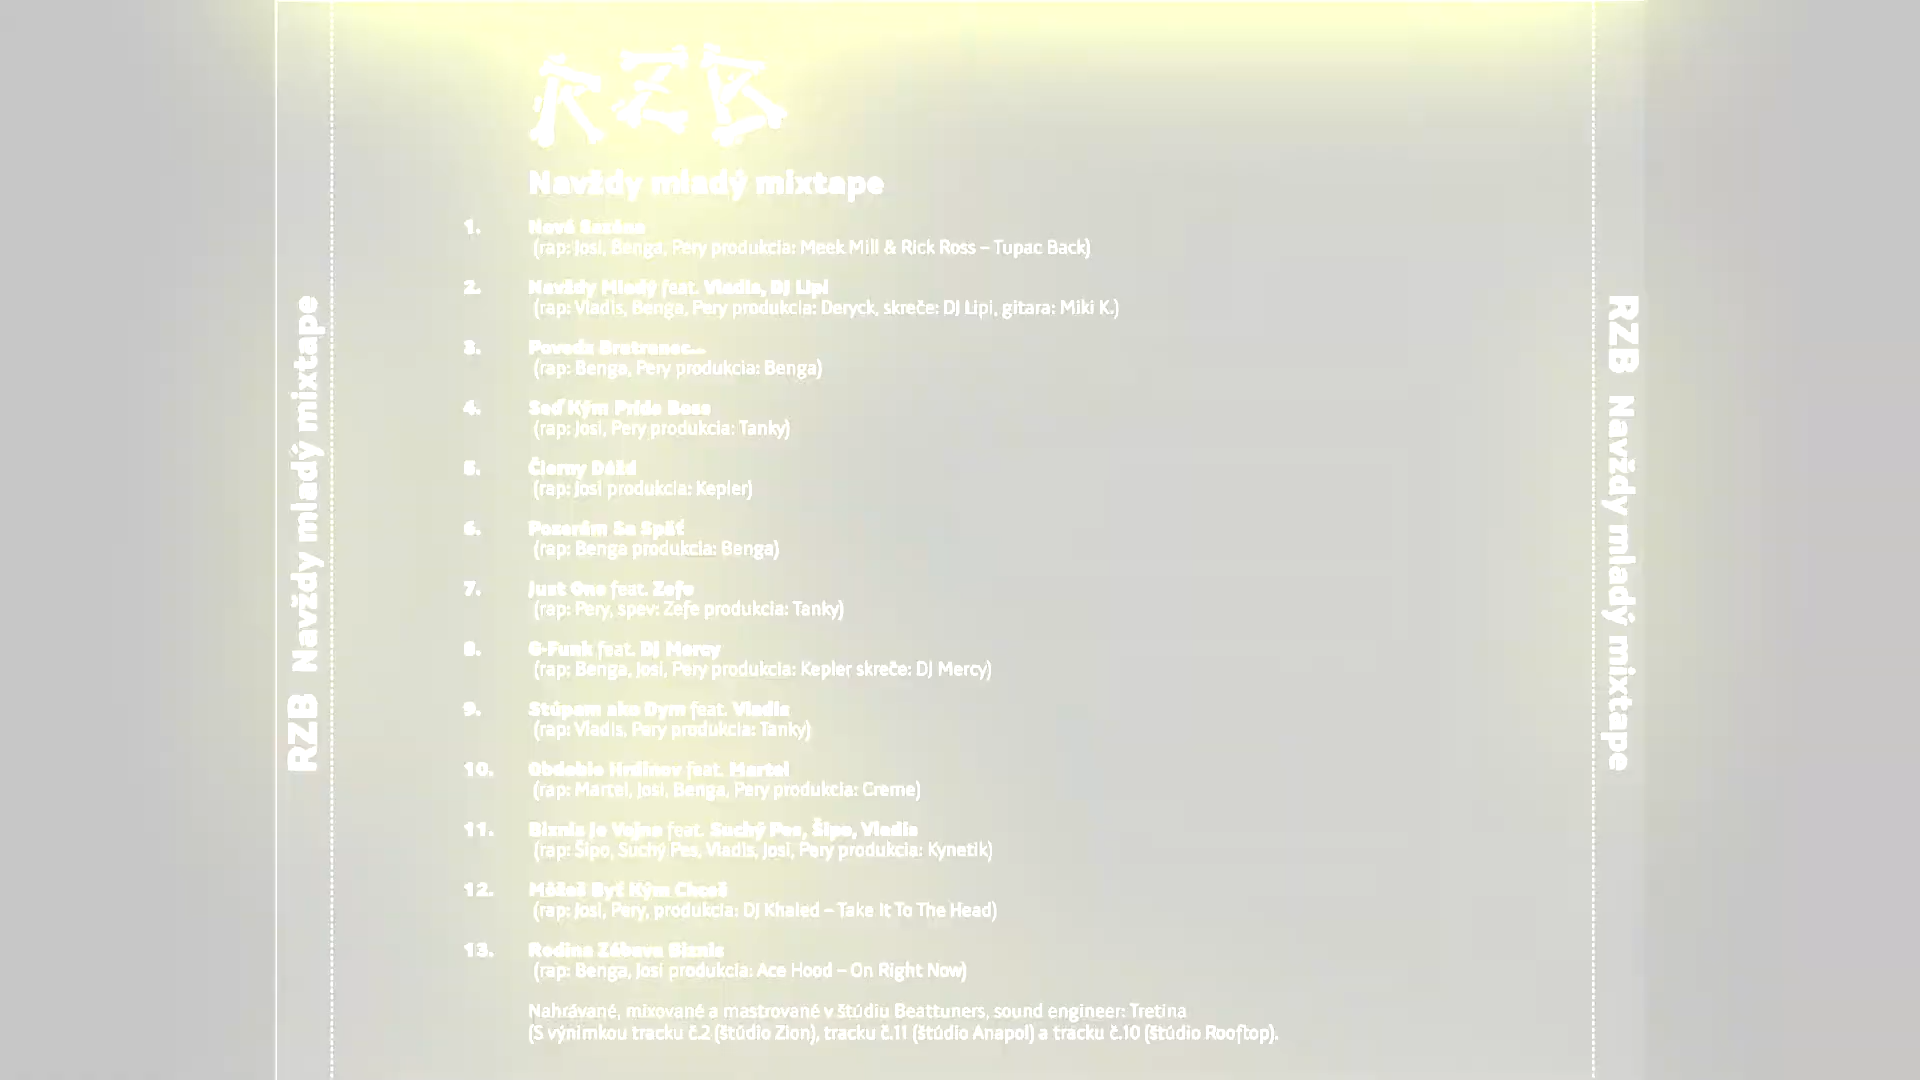 RZB
Navždy mladý mixtape
1. Nová Sezóna
(rap: Josi, Benga, Pery produkcia: Meek Mill & Rick Ross – Tupac Back)
2. Navždy Mladý feat. Vladis, DJ Lipi
(rap: Vladis, Benga, Pery produkcia: Deryck, skreče: DJ Lipi, gitara: Miki K.)
3. Povedz Bratranec...
(rap: Benga, Pery produkcia: Benga)
4. Seď Kým Príde Boss
(rap: Josi, Pery produkcia: Tanky)
5. Čierny Dážd
(rap: Josi produkcia: Kepler)
6. Pozerám Sa Späť
(rap: Benga produkcia: Benga)
7. Just One feat. Zefe
(rap: Pery, spev: Zefe produkcia: Tanky)
8. G-Funk feat. DJ Mercy
(rap: Benga, Josi, Pery produkcia: Kepler skreče: DJ Mercy)
9. Stúpam ako Dym feat. Vladis
(rap: Vladis, Pery produkcia: Tanky)
10. Obdobie Hrdinov feat. Martel
(rap: Martel, Josi, Benga, Pery produkcia: Creme)
11. Biznis Je Vojna feat. Suchý Pes, Šipo, Vladis
(rap: Šipo, Suchý Pes, Vladis, Josi, Pery produkcia: Kynetik)
12. Môžeš Byť Kým Chceš
(rap: Josi, Pery, produkcia: DJ Khaled – Take It To The Head)
13. Rodina Zábava Biznis
(rap: Benga, Josi produkcia: Ace Hood – On Right Now)
Nahrávané, mixované a mastrované v štúdiu Beattuners, sound engineer: Tretina
(S výnimkou tracku č.2 (štúdio Zion), tracku č.11 (štúdio Anapol) a tracku č.10 (štúdio Rooftop).
RZB Navždy mladý mixtape
RZB Navždy mladý mixtape